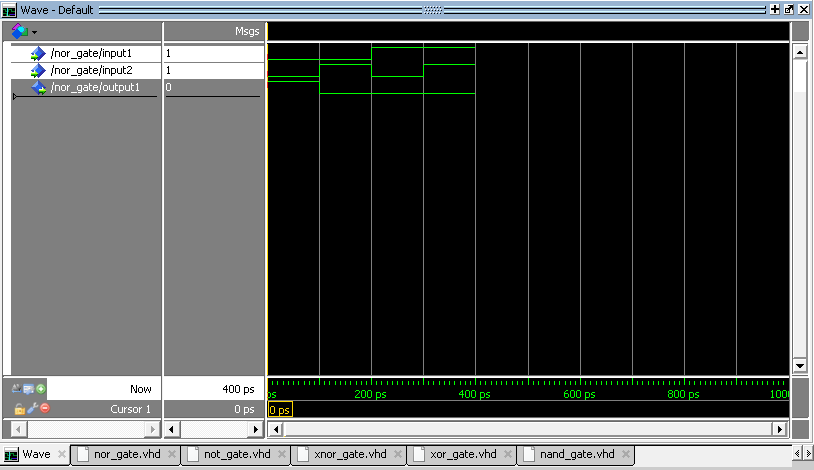 Wave - Default
Msgs
/nor_gate/input1 1
/nor_gate/input2 1
/nor_gate/output1 0
Now 400 ps
ps 200 ps 400 ps 600 ps 800 ps 1000
Cursor 1 0 ps
0 ps
Wave nor_gate.vhd not_gate.vhd xnor_gate.vhd xor_gate.vhd nand_gate.vhd